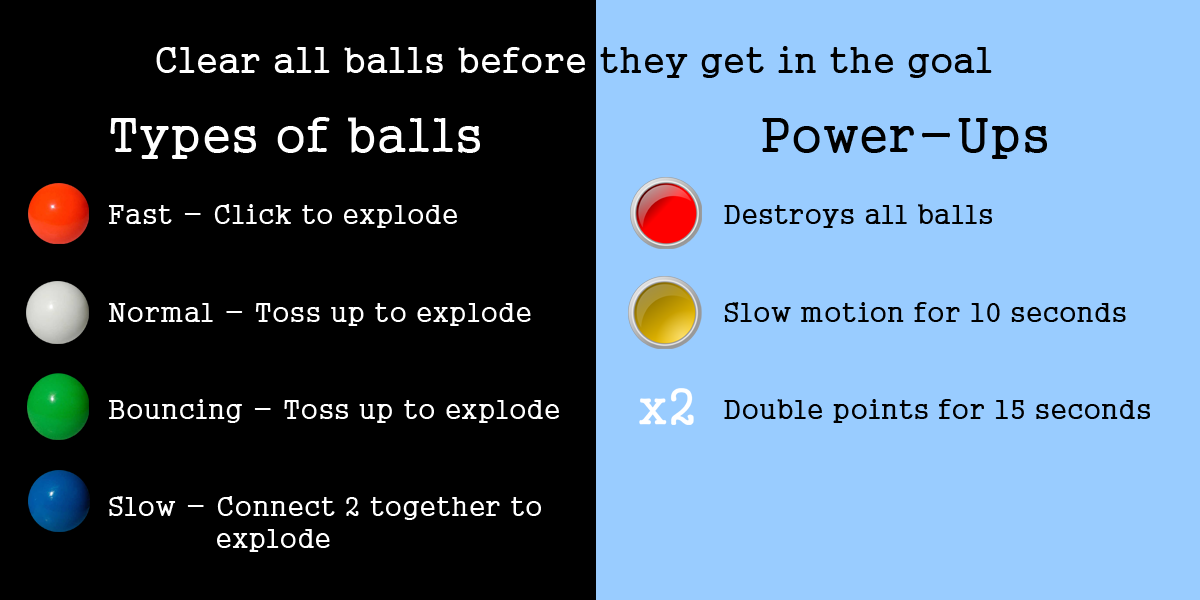 Clear all balls before they get in the goal
Types of balls
Fast – Click to explode
Normal – Toss up to explode
Bouncing – Toss up to explode
Slow – Connect 2 together to
explode
Power-Ups
Destroys all balls
Slow motion for 10 seconds
x2 Double points for 15 seconds